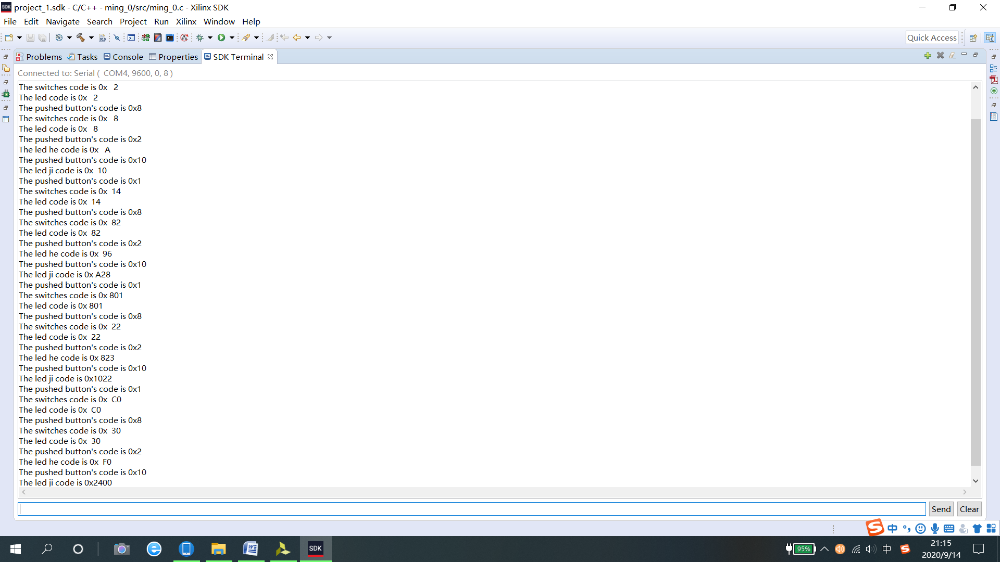 SDK project_1.sdk - C/C++ - ming_0/src/ming_0.c - Xilinx SDK
File Edit Navigate Search Project Run Xilinx Window Help
010 Quick Access
Problems Tasks Console Properties SDK Terminal
Connected to: Serial ( COM4, 9600, 0, 8 )
The switches code is 0x   2
The led code is 0x   2
The pushed button's code is 0x8
The switches code is 0x   8
The led code is 0x   8
The pushed button's code is 0x2
The led he code is 0x   A
The pushed button's code is 0x10
The led ji code is 0x  10
The pushed button's code is 0x1
The switches code is 0x  14
The led code is 0x  14
The pushed button's code is 0x8
The switches code is 0x  82
The led code is 0x  82
The pushed button's code is 0x2
The led he code is 0x  96
The pushed button's code is 0x10
The led ji code is 0x A28
The pushed button's code is 0x1
The switches code is 0x 801
The led code is 0x 801
The pushed button's code is 0x8
The switches code is 0x  22
The led code is 0x  22
The pushed button's code is 0x2
The led he code is 0x 823
The pushed button's code is 0x10
The led ji code is 0x1022
The pushed button's code is 0x1
The switches code is 0x  C0
The led code is 0x  C0
The pushed button's code is 0x8
The switches code is 0x  30
The led code is 0x  30
The pushed button's code is 0x2
The led he code is 0x  F0
The pushed button's code is 0x10
The led ji code is 0x2400
Send Clear
S 中
SDK 95% 中 S 21:15
2020/9/14